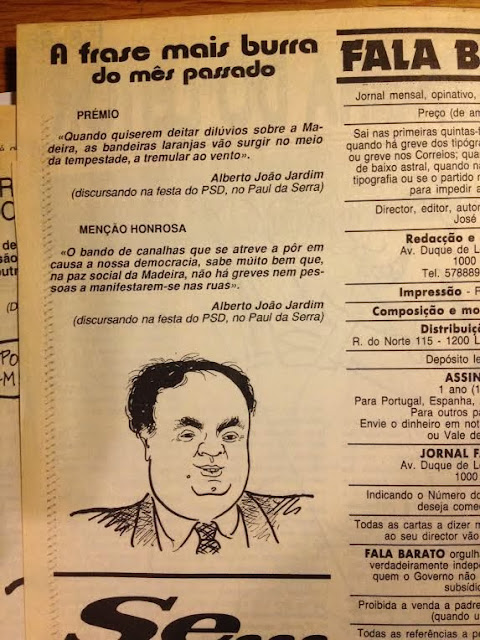 A frase mais burra
do mês passado
PRÉMIO
«Quando quiserem deitar dilúvios sobre a Ma-
deira, as bandeiras laranjas vão surgir no meio
da tempestade, a tremular ao vento».
Alberto João Jardim
(discursando na festa do PSD, no Paul da Serra)
MENÇÃO HONROSA
«O bando de canalhas que se atreve a pôr em
causa a nossa democracia, sabe muito bem que,
na paz social da Madeira, não há greves nem pes-
soas a manifestarem-se nas ruas».
Alberto João Jardim
(discursando na festa do PSD, no Paul da Serra)
FALA B
Jornal mensal, opinativo,
Preço (de am
Sai nas primeiras quintas-f
quando há greve dos tipógr
ou greve nos Correios; qua
de baixo astral, quando n
tipografia ou se o partido n
para impedir a
Director, editor, autor
José
Redacção e
Av. Duque de L
1000
Tel. 578889
Impressão - F
Composição e mo
Distribuiç
R. do Norte 115 - 1200 L
Depósito le
ASSIN
1 ano (1
Para Portugal, Espanha,
Para outros pa
Envie o dinheiro em not
ou Vale de
JORNAL FA
Av. Duque de L
1000
Indicando o Número do
deseja come
Todas as cartas a dizer m
ao seu director vão
FALA BARATO orgulha
verdadeiramente indepe
quem o Governo não
subsídi
Proibida a venda a padre
(quando u
Todas as referências a pe